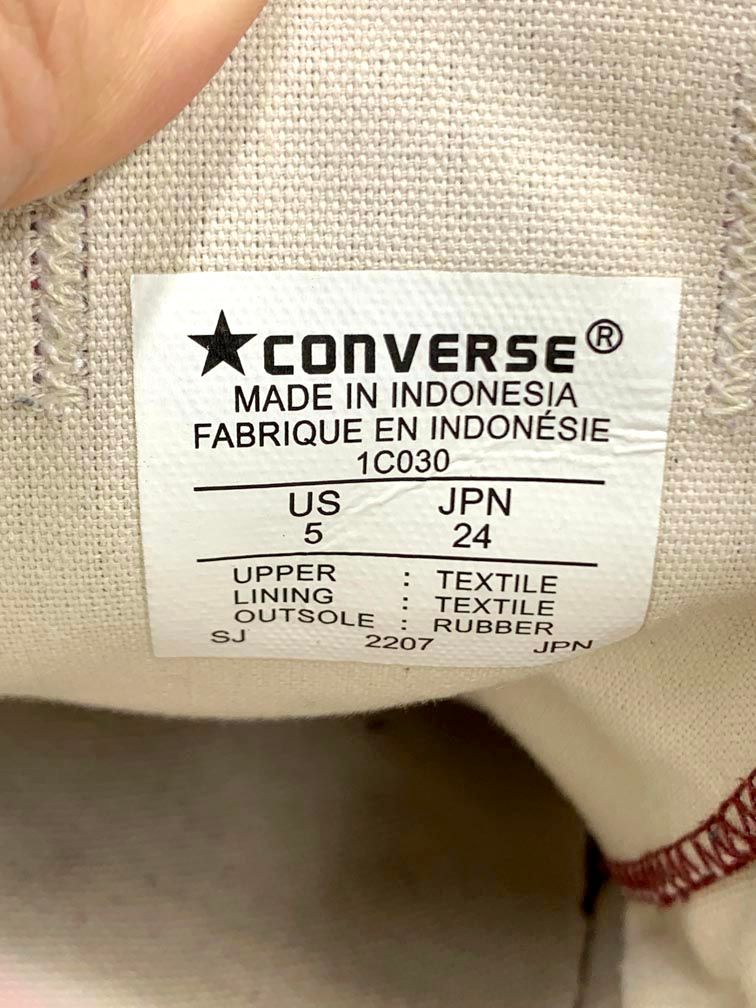 ★CONVERSE®
MADE IN INDONESIA
FABRIQUE EN INDONÉSIE
1C030
US JPN
5 24
UPPER : TEXTILE
LINING : TEXTILE
OUTSOLE : RUBBER
SJ 2207 JPN